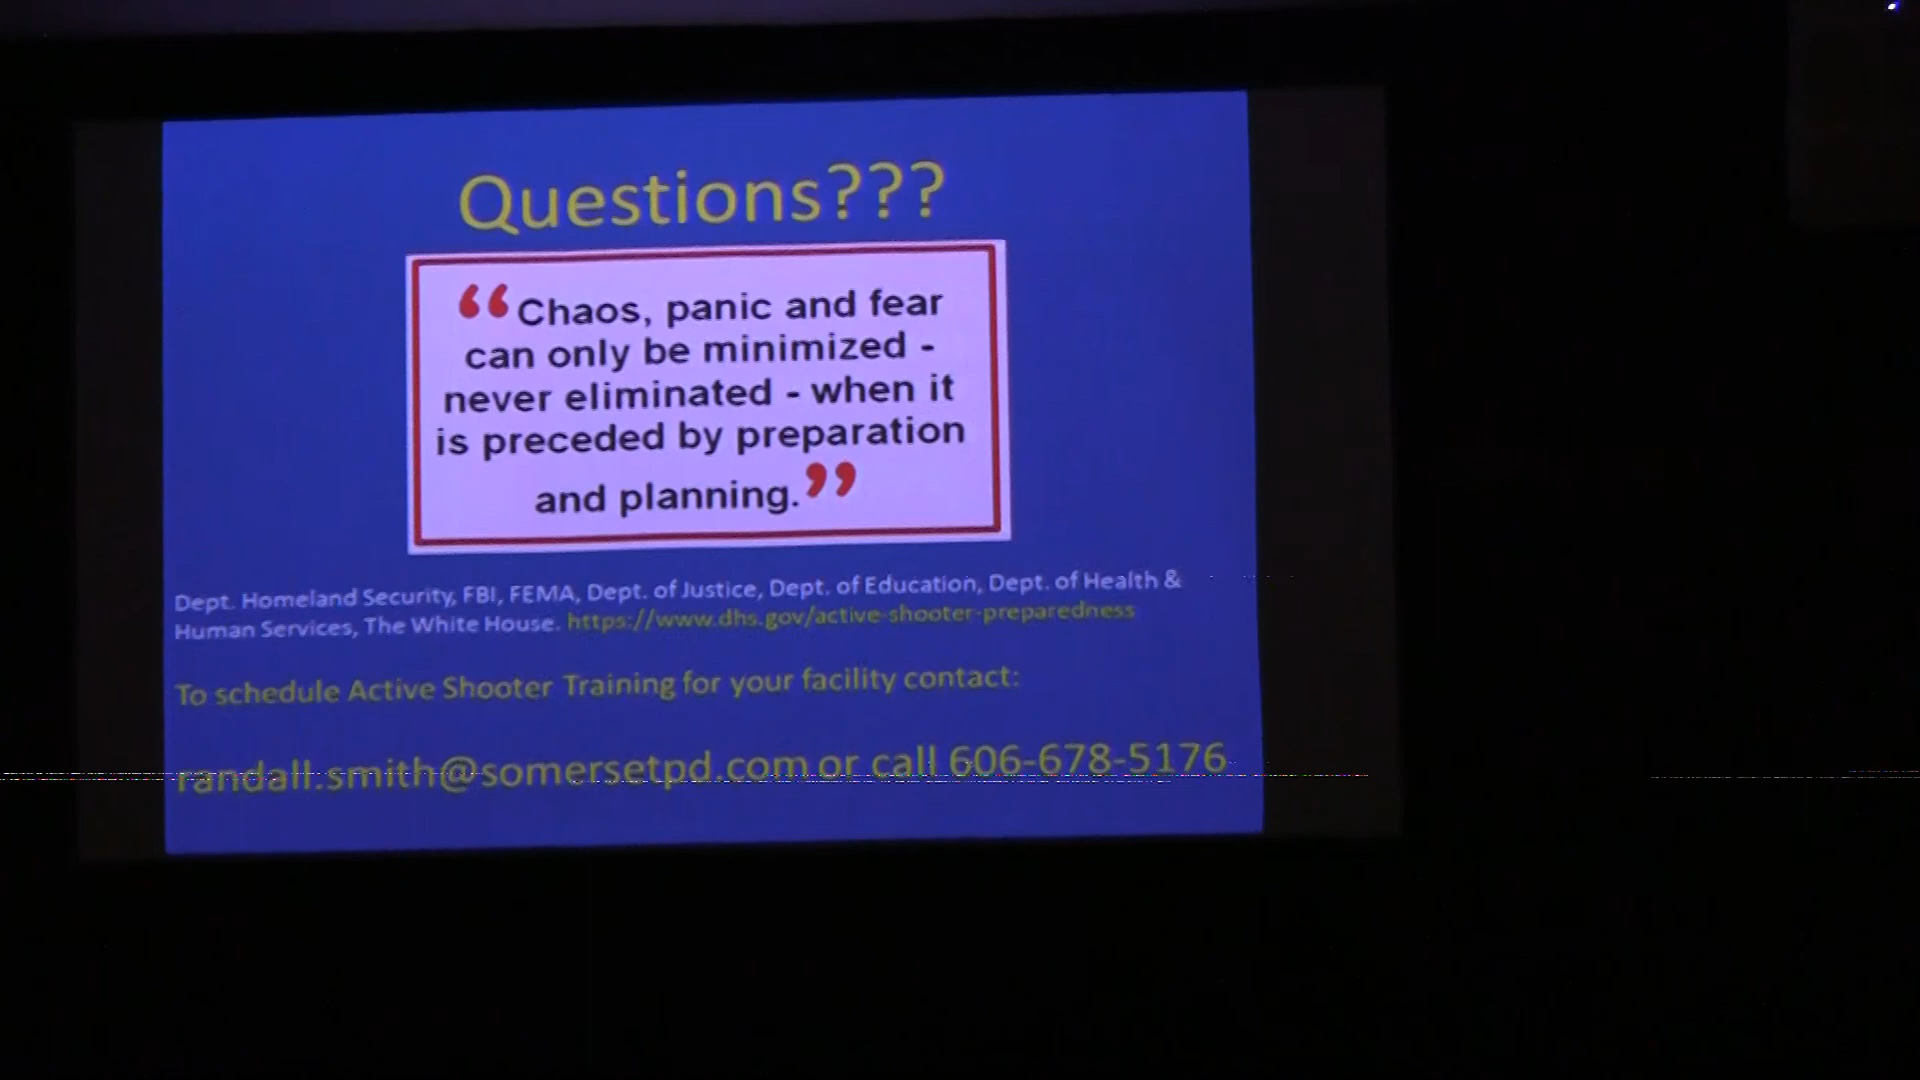 Questions???
“Chaos, panic and fear
can only be minimized -
never eliminated - when it
is preceded by preparation
and planning.”
Dept. Homeland Security, FBI, FEMA, Dept. of Justice, Dept. of Education, Dept. of Health &
Human Services, The White House. https://www.dhs.gov/active-shooter-preparedness
To schedule Active Shooter Training for your facility contact:
randall.smith@somersetpd.com or call 606-678-5176